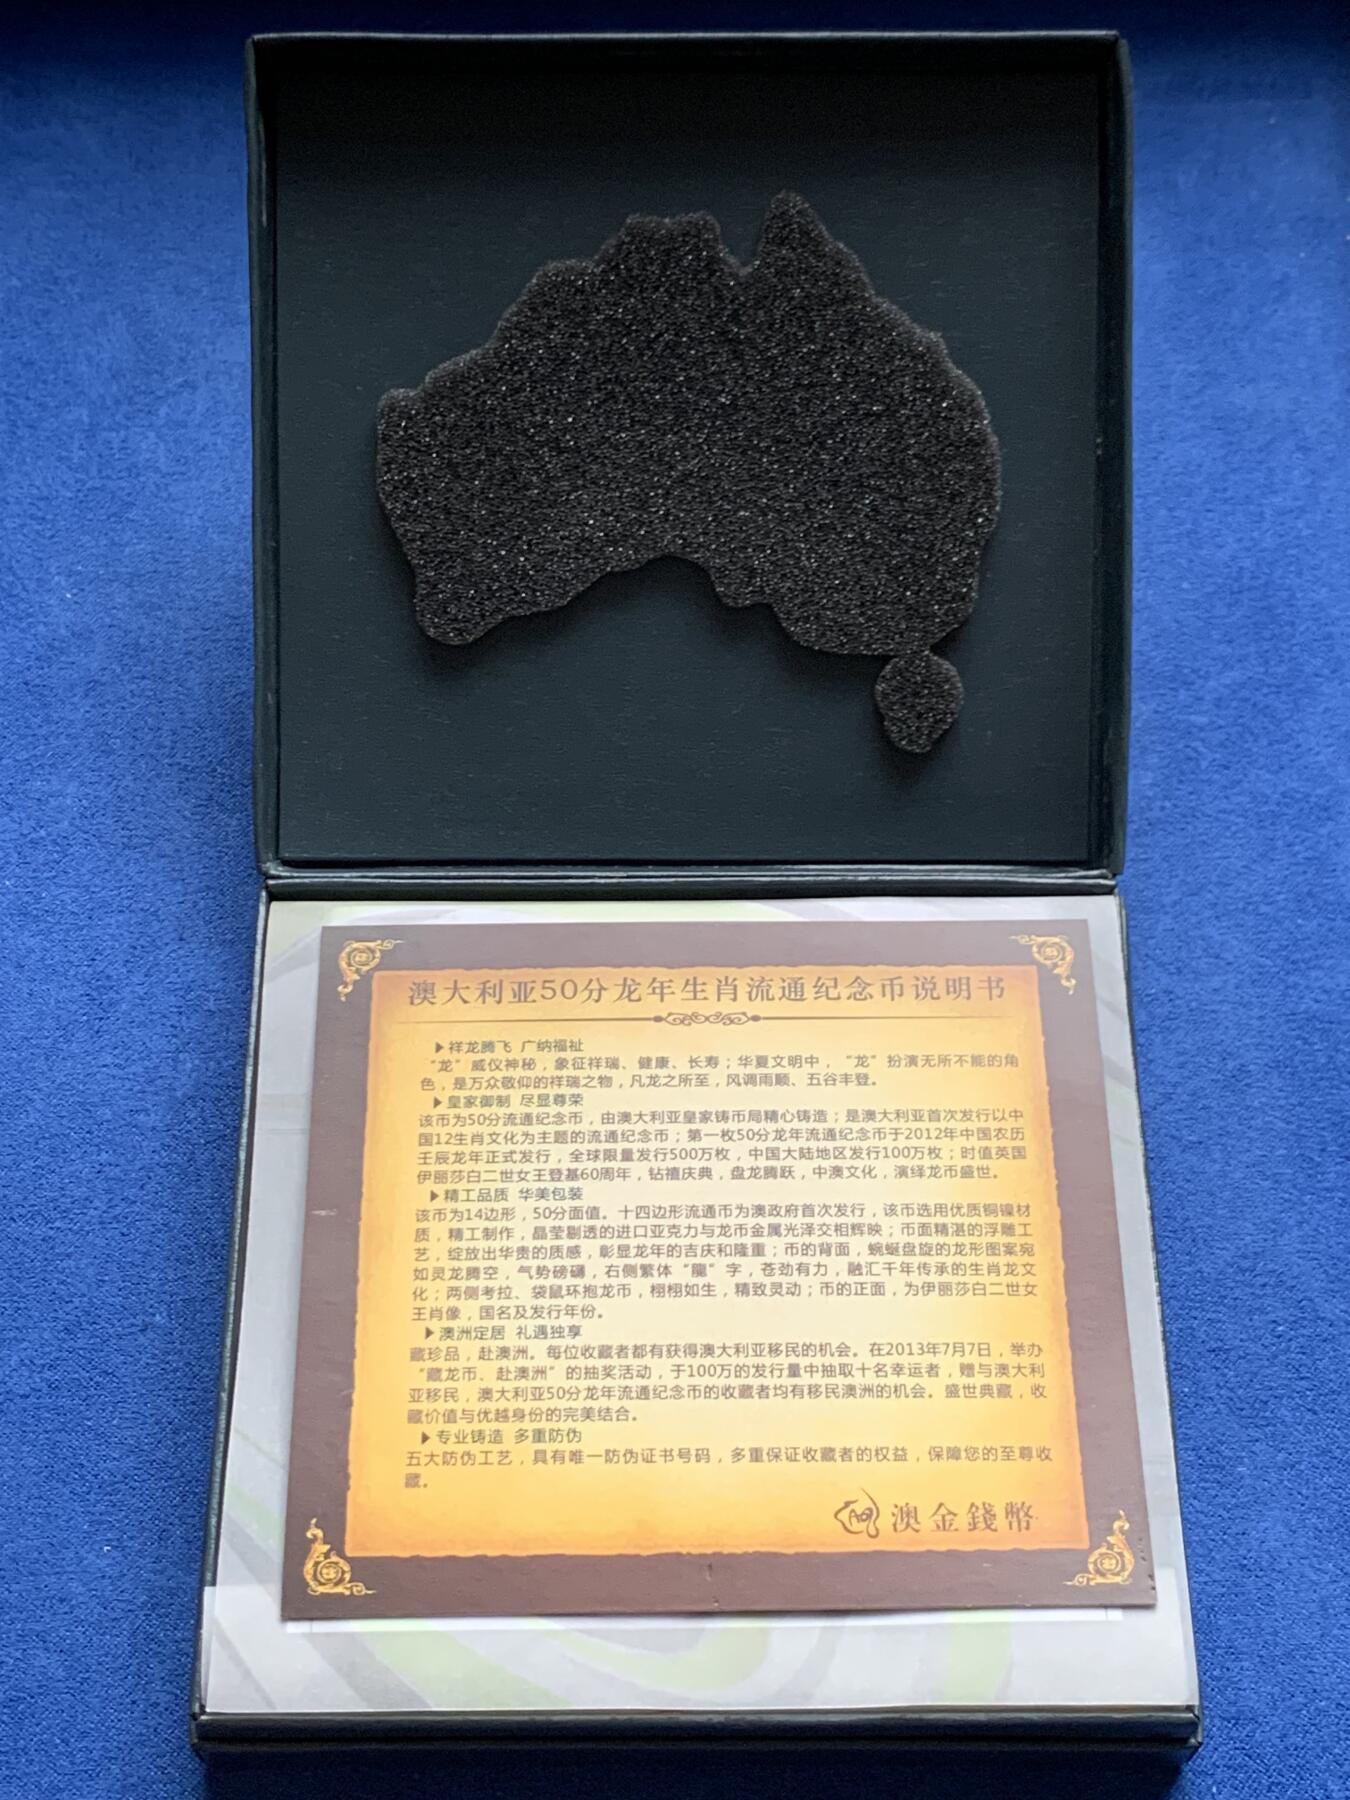 澳大利亚50分龙年生肖流通纪念币说明书
▶祥龙腾飞 广纳福祉
“龙”威仪神秘，象征祥瑞、健康、长寿；华夏文明中，“龙”扮演无所不能的角
色，是万众敬仰的祥瑞之物，凡龙之所至，风调雨顺、五谷丰登。
▶皇家御制 尽显尊荣
该币为50分流通纪念币，由澳大利亚皇家铸币局精心铸造；是澳大利亚首次发行以中
国12生肖文化为主题的流通纪念币；第一枚50分龙年流通纪念币于2012年中国农历
壬辰龙年正式发行，全球限量发行500万枚，中国大陆地区发行100万枚；时值英国
伊丽莎白二世女王登基60周年，钻禧庆典，盘龙腾跃，中澳文化，演绎龙币盛世。
▶精工品质 华美包装
该币为14边形，50分面值。十四边形流通币为澳政府首次发行，该币选用优质铜镍材
质，精工制作，晶莹剔透的进口亚克力与龙币金属光泽交相辉映；币面精湛的浮雕工
艺，绽放出华贵的质感，彰显龙年的吉庆和隆重；币的背面，蜿蜒盘旋的龙形图案宛
如灵龙腾空，气势磅礴，右侧繁体“龍”字，苍劲有力，融汇千年传承的生肖龙文
化；两侧考拉、袋鼠环抱龙币，栩栩如生，精致灵动；币的正面，为伊丽莎白二世女
王肖像，国名及发行年份。
▶澳洲定居 礼遇独享
藏珍品，赴澳洲。每位收藏者都有获得澳大利亚移民的机会。在2013年7月7日，举办
“藏龙币、赴澳洲”的抽奖活动，于100万的发行量中抽取十名幸运者，赠与澳大利
亚移民，澳大利亚50分龙年流通纪念币的收藏者均有移民澳洲的机会。盛世典藏，收
藏价值与优越身份的完美结合。
▶专业铸造 多重防伪
五大防伪工艺，具有唯一防伪证书号码，多重保证收藏者的权益，保障您的至尊收
藏。
澳金錢幣